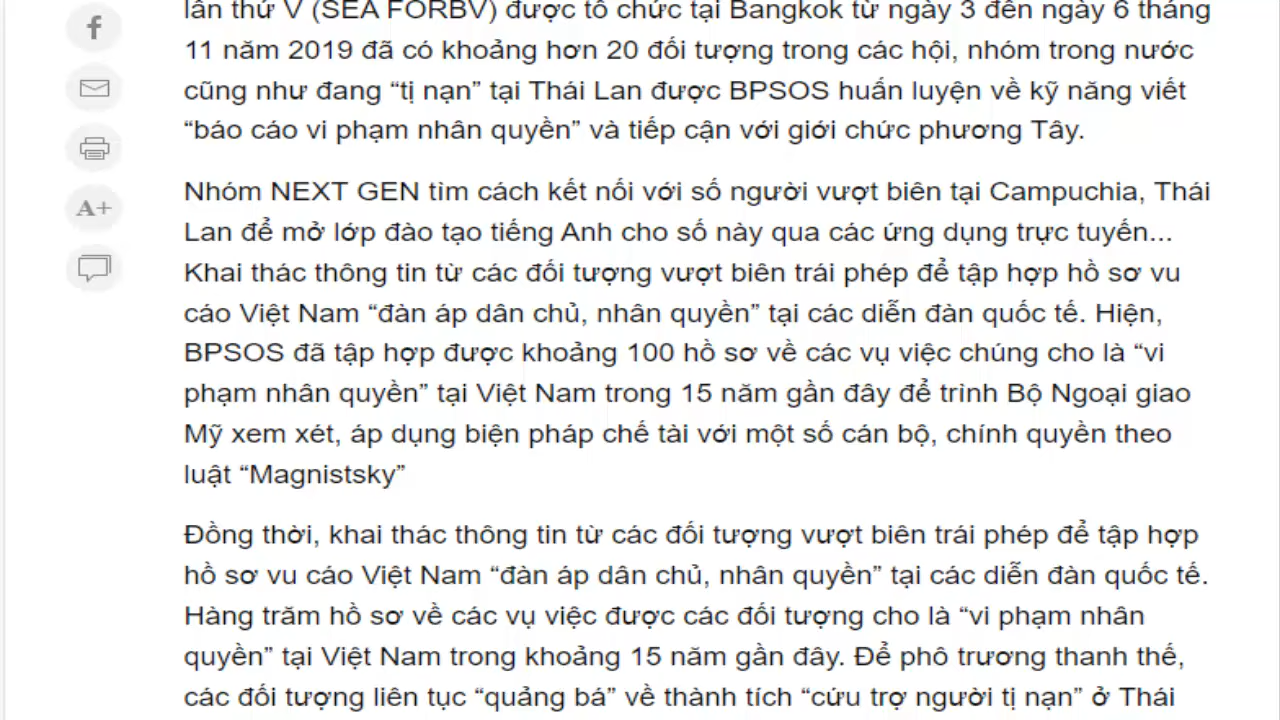 lần thứ V (SEA FORBV) được tổ chức tại Bangkok từ ngày 3 đến ngày 6 tháng
11 năm 2019 đã có khoảng hơn 20 đối tượng trong các hội, nhóm trong nước
cũng như đang “tị nạn” tại Thái Lan được BPSOS huấn luyện về kỹ năng viết
“báo cáo vi phạm nhân quyền” và tiếp cận với giới chức phương Tây.
A+
Nhóm NEXT GEN tìm cách kết nối với số người vượt biên tại Campuchia, Thái
Lan để mở lớp đào tạo tiếng Anh cho số này qua các ứng dụng trực tuyến...
Khai thác thông tin từ các đối tượng vượt biên trái phép để tập hợp hồ sơ vu
cáo Việt Nam “đàn áp dân chủ, nhân quyền” tại các diễn đàn quốc tế. Hiện,
BPSOS đã tập hợp được khoảng 100 hồ sơ về các vụ việc chúng cho là “vi
phạm nhân quyền” tại Việt Nam trong 15 năm gần đây để trình Bộ Ngoại giao
Mỹ xem xét, áp dụng biện pháp chế tài với một số cán bộ, chính quyền theo
luật “Magnistsky”
Đồng thời, khai thác thông tin từ các đối tượng vượt biên trái phép để tập hợp
hồ sơ vu cáo Việt Nam “đàn áp dân chủ, nhân quyền” tại các diễn đàn quốc tế.
Hàng trăm hồ sơ về các vụ việc được các đối tượng cho là “vi phạm nhân
quyền” tại Việt Nam trong khoảng 15 năm gần đây. Để phô trương thanh thế,
các đối tượng liên tục “quảng bá” về thành tích “cứu trợ người tị nạn” ở Thái